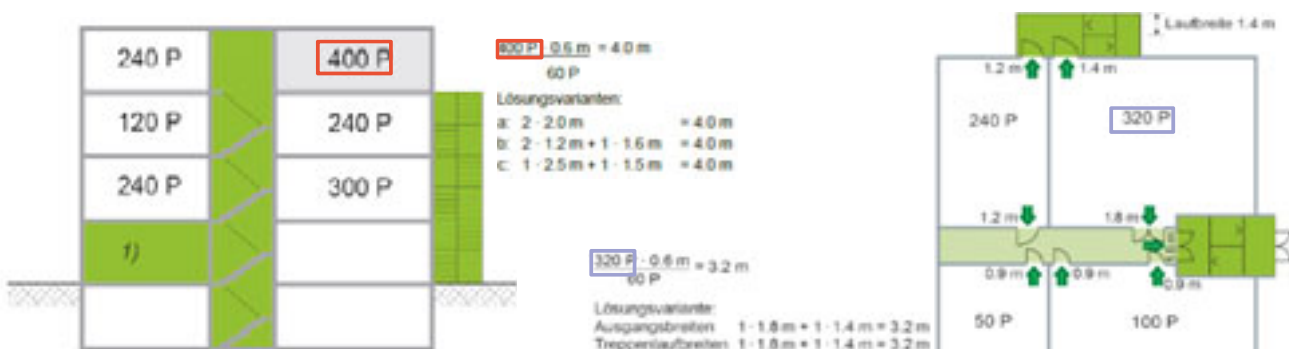 240 P
400 P
120 P
240 P
240 P
300 P
1)
400 P · 0.6 m = 4.0 m
60 P
Lösungsvarianten:
a: 2 · 2.0 m = 4.0 m
b: 2 · 1.2 m + 1 · 1.6 m = 4.0 m
c: 1 · 2.5 m + 1 · 1.5 m = 4.0 m
320 P · 0.6 m = 3.2 m
60 P
Lösungsvariante:
Ausgangsbreiten 1 · 1.8 m + 1 · 1.4 m = 3.2 m
Treppenlaufbreiten 1 · 1.8 m + 1 · 1.4 m = 3.2 m
Laufbreite 1.4 m
1.2 m
1.4 m
240 P
320 P
1.2 m
1.8 m
0.9 m
0.9 m
0.9 m
50 P
100 P